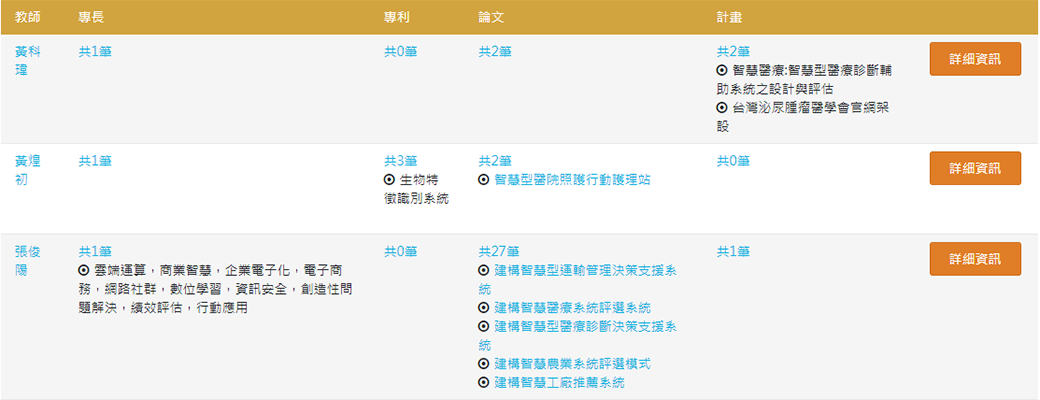 教師 專長 專利 論文 計畫
黃科瑋 共1筆 共0筆 共2筆 共2筆
智慧醫療:智慧型醫療診斷輔
助系統之設計與評估
台灣泌尿腫瘤醫學會官網架
設
詳細資訊
黃煌初 共1筆 共3筆 共2筆 共0筆
生物特
徵識別系統
智慧型醫院照護行動護理站
詳細資訊
張俊陽 共1筆 共0筆 共27筆 共1筆
雲端運算，商業智慧，企業電子化，電子商
務，網路社群，數位學習，資訊安全，創造性問
題解決，績效評估，行動應用
建構智慧型運輸管理決策支援系
統
建構智慧醫療系統評選系統
建構智慧型醫療診斷決策支援系
統
建構智慧農業系統評選模式
建構智慧工廠推薦系統
詳細資訊